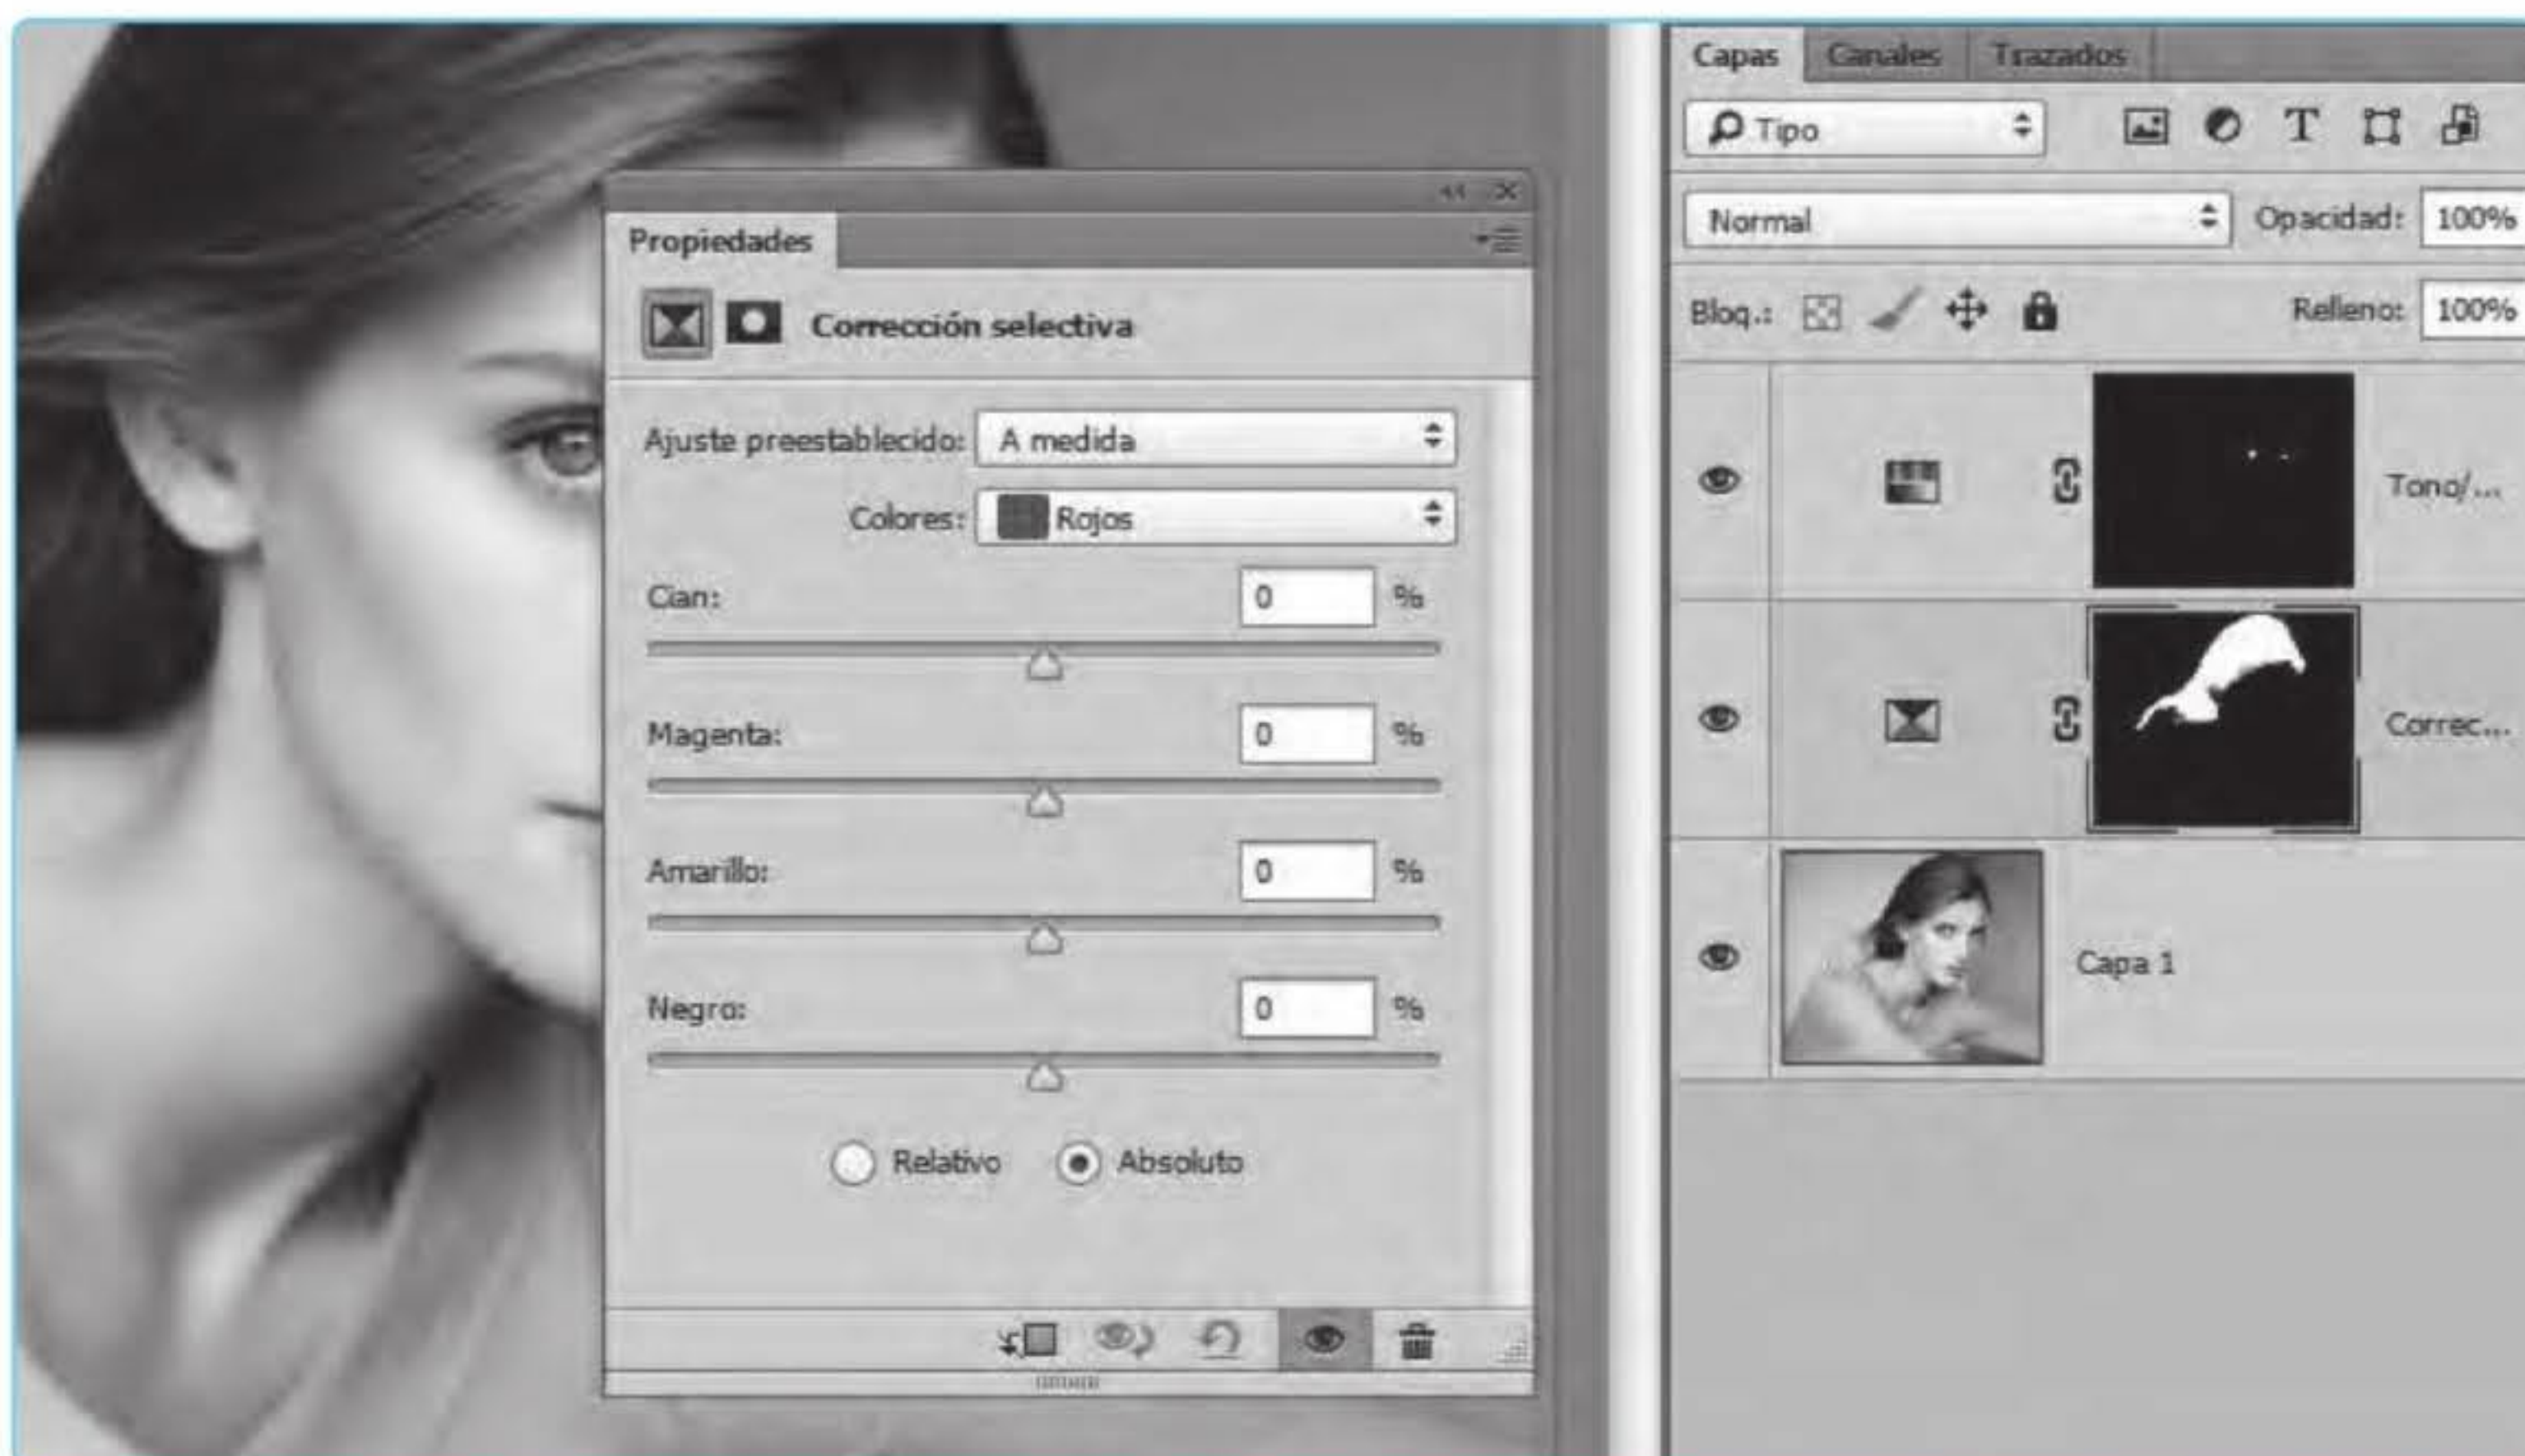 Propiedades
Corrección selectiva
Ajuste preestablecido: A medida
Colores: Rojos
Cian: 0 %
Magenta: 0 %
Amarillo: 0 %
Negro: 0 %
Relativo Absoluto
Capas Canales Trazados
Tipo
Normal Opacidad: 100%
Bloq.: Relleno: 100%
Tono/...
Correc...
Capa 1